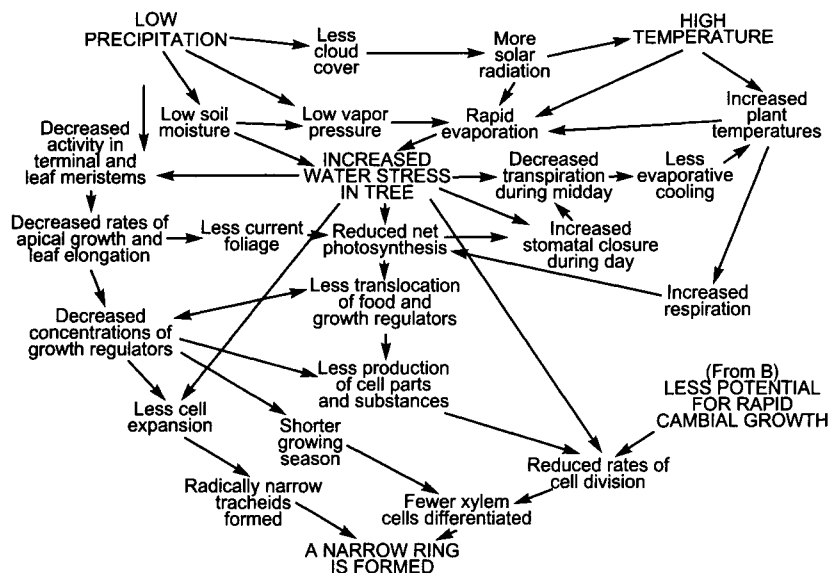 LOW
PRECIPITATION
Less
cloud
cover
More
solar
radiation
HIGH
TEMPERATURE
Low soil
moisture
Low vapor
pressure
Rapid
evaporation
Increased
plant
temperatures
Decreased
activity in
terminal and
leaf meristems
INCREASED
WATER STRESS
IN TREE
Decreased
transpiration
during midday
Less
evaporative
cooling
Decreased rates of
apical growth and
leaf elongation
Less current
foliage
Reduced net
photosynthesis
Increased
stomatal closure
during day
Decreased
concentrations of
growth regulators
Less translocation
of food and
growth regulators
Increased
respiration
Less production
of cell parts
and substances
(From B)
LESS POTENTIAL
FOR RAPID
CAMBIAL GROWTH
Less cell
expansion
Shorter
growing
season
Reduced rates of
cell division
Radically narrow
tracheids
formed
Fewer xylem
cells differentiated
A NARROW RING
IS FORMED